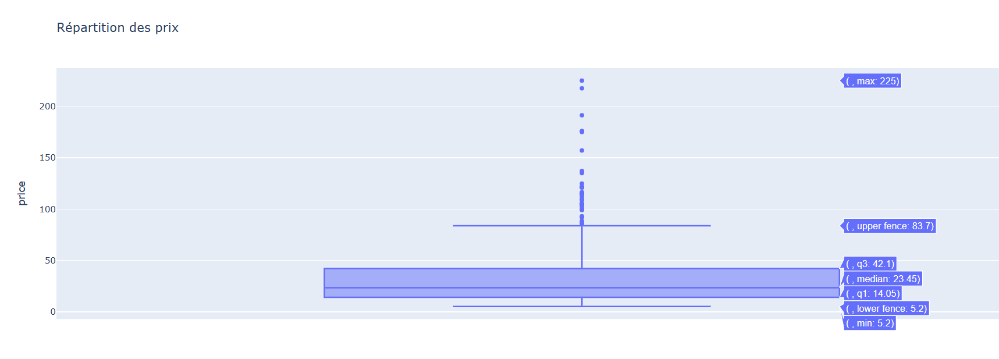 Répartition des prix
( , max: 225)
200
150
price
100
( , upper fence: 83.7)
50
( , q3: 42.1)
( , median: 23.45)
( , q1: 14.05)
( , lower fence: 5.2)
0
( , min: 5.2)